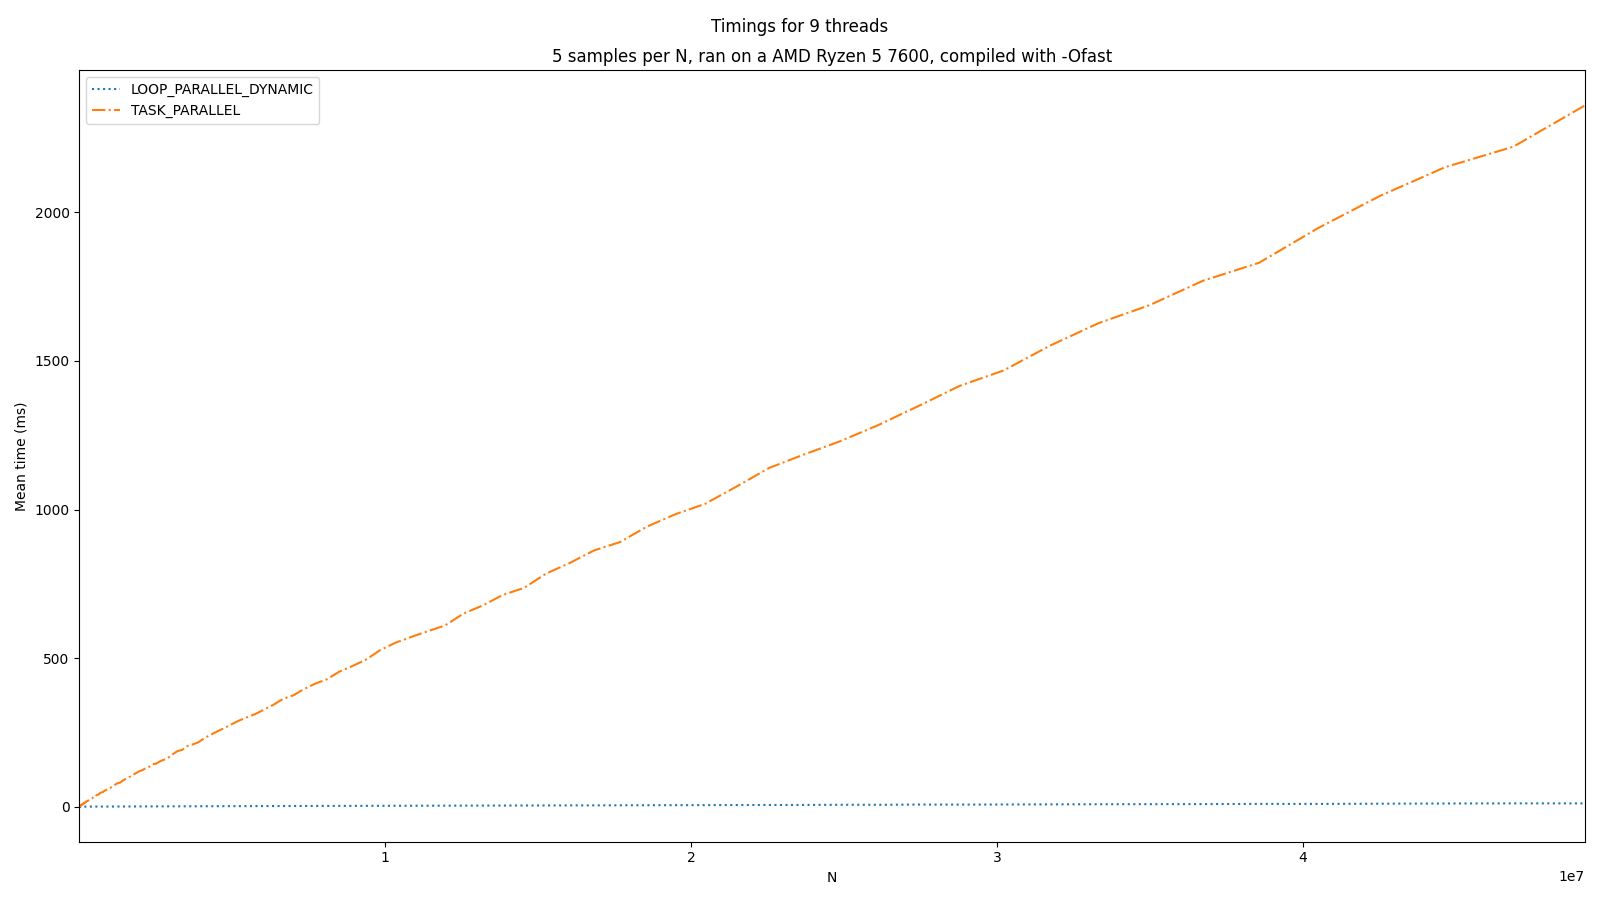 Timings for 9 threads
5 samples per N, ran on a AMD Ryzen 5 7600, compiled with -Ofast
LOOP_PARALLEL_DYNAMIC
TASK_PARALLEL
2000
1500
1000
500
0
Mean time (ms)
1 2 3 4
1e7
N